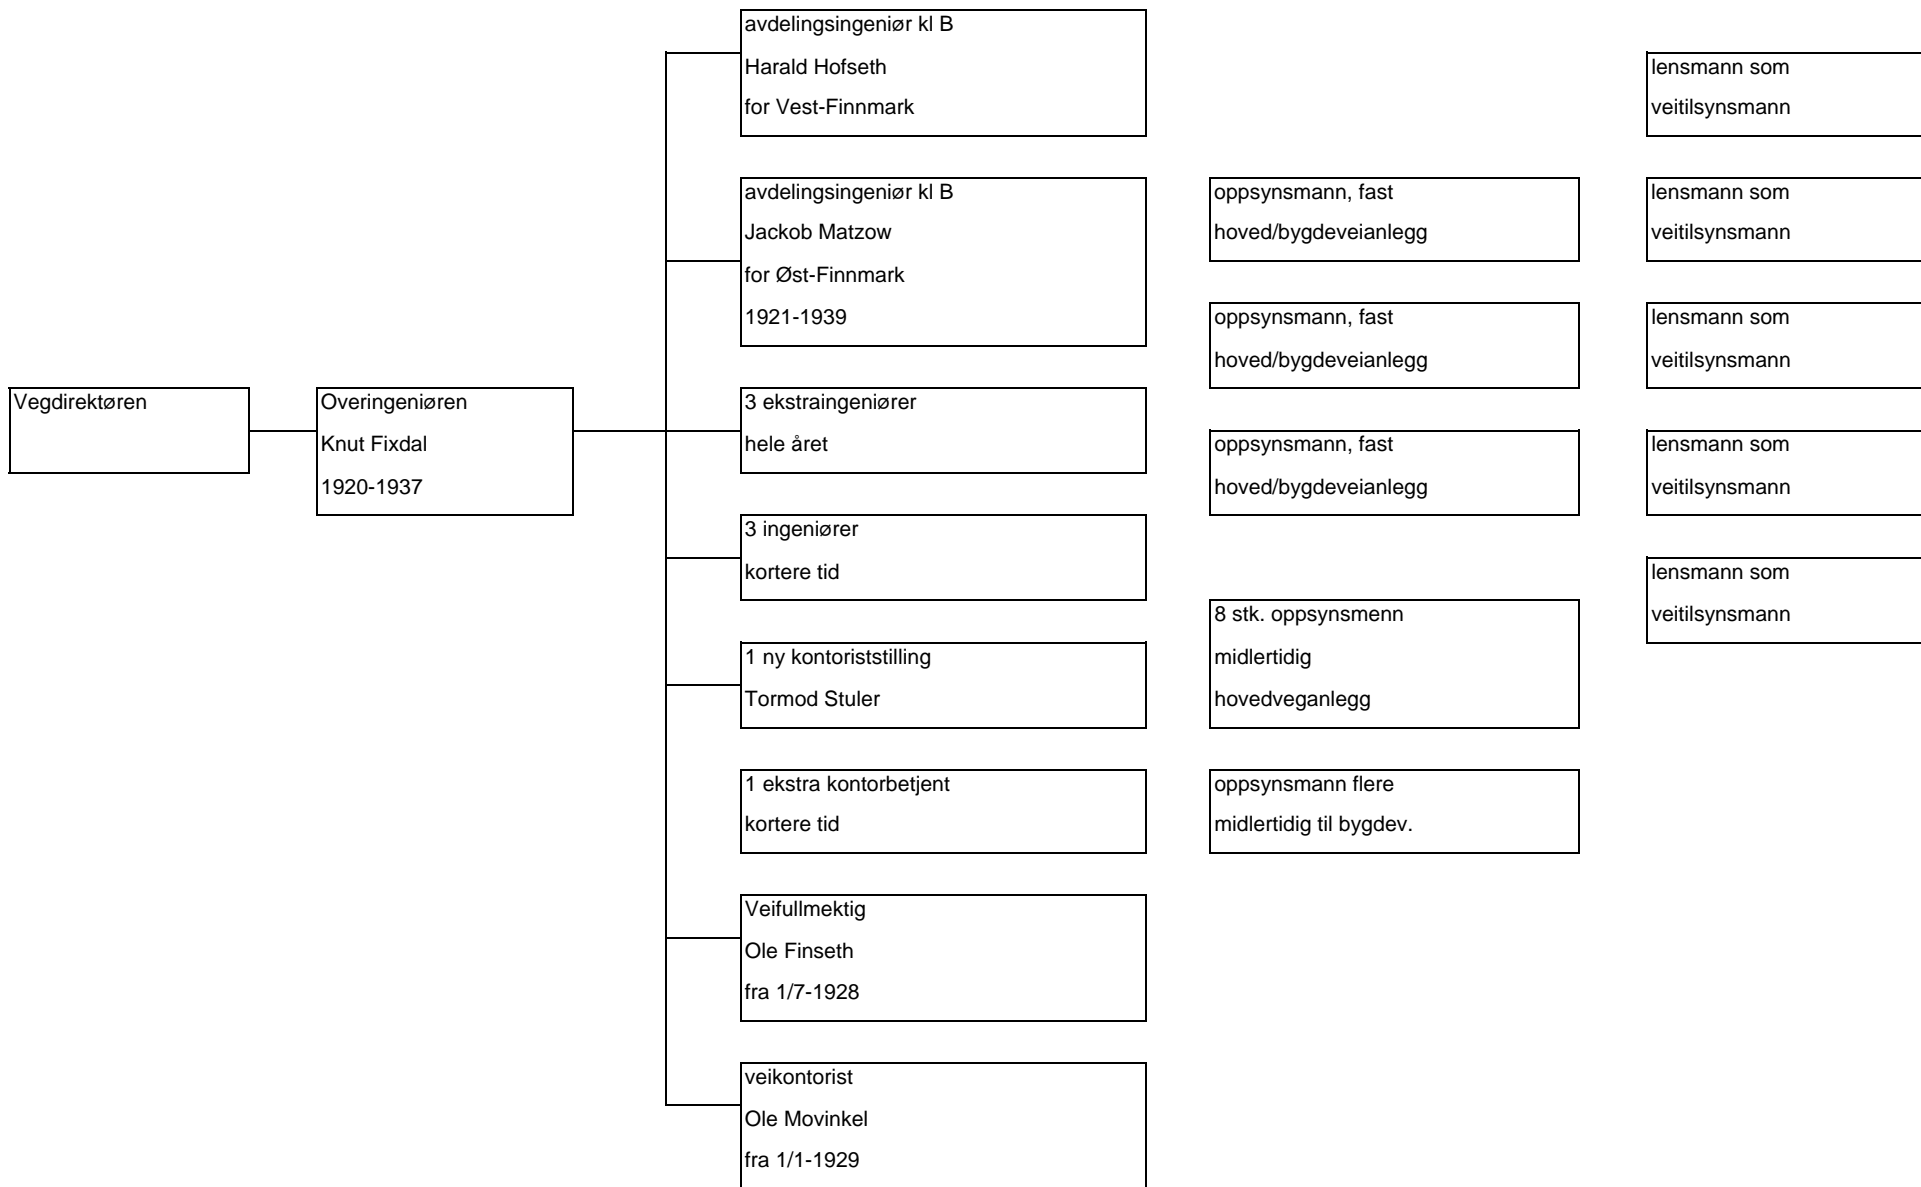 Vegdirektøren
Overingeniøren
Knut Fixdal
1920-1937
avdelingsingeniør kl B
Harald Hofseth
for Vest-Finnmark
avdelingsingeniør kl B
Jackob Matzow
for Øst-Finnmark
1921-1939
3 ekstraingeniører
hele året
3 ingeniører
kortere tid
1 ny kontoriststilling
Tormod Stuler
1 ekstra kontorbetjent
kortere tid
Veifullmektig
Ole Finseth
fra 1/7-1928
veikontorist
Ole Movinkel
fra 1/1-1929
oppsynsmann, fast
hoved/bygdeveianlegg
oppsynsmann, fast
hoved/bygdeveianlegg
oppsynsmann, fast
hoved/bygdeveianlegg
8 stk. oppsynsmenn
midlertidig
hovedveganlegg
oppsynsmann flere
midlertidig til bygdev.
lensmann som
veitilsynsmann
lensmann som
veitilsynsmann
lensmann som
veitilsynsmann
lensmann som
veitilsynsmann
lensmann som
veitilsynsmann